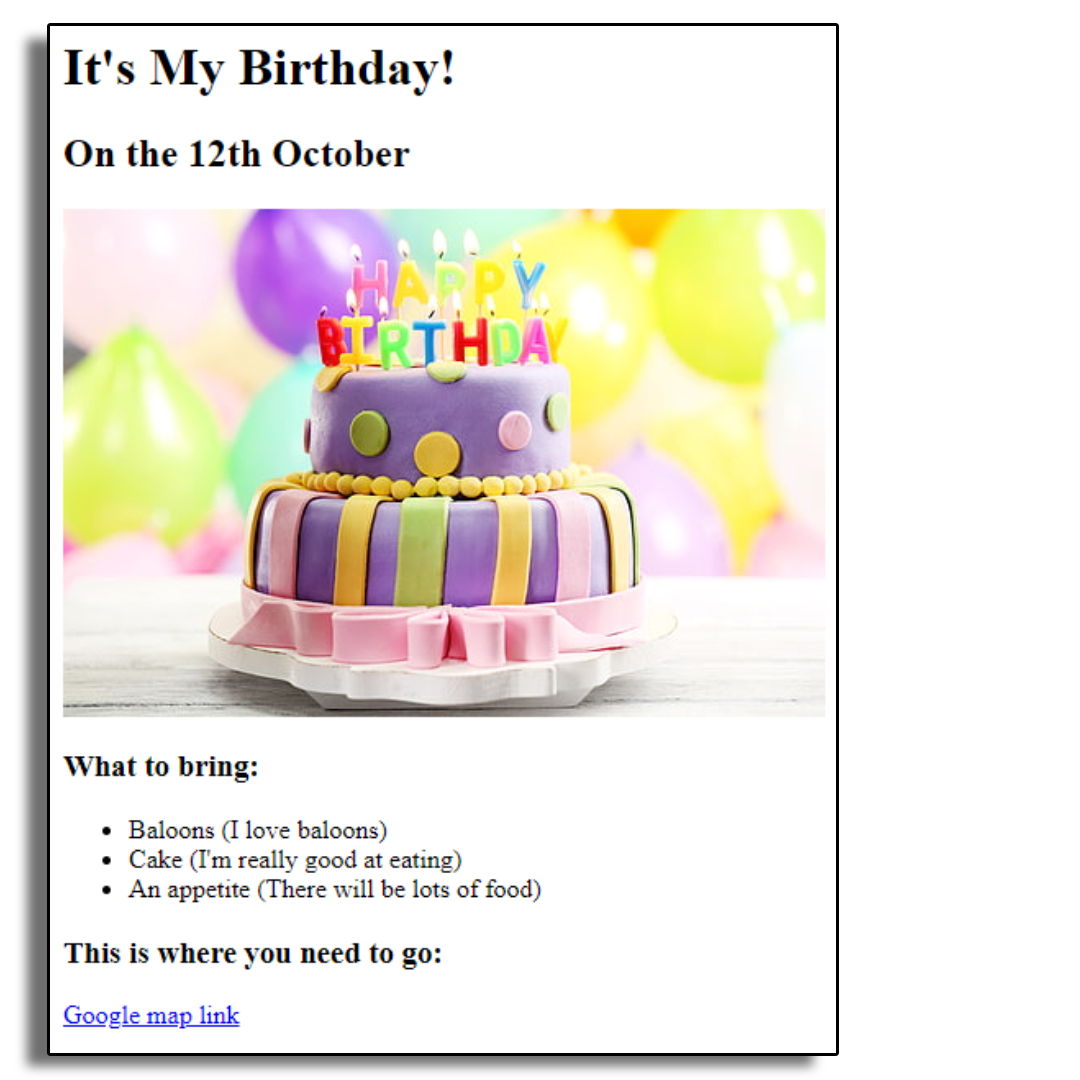 It's My Birthday!
On the 12th October
HAPPY
BIRTHDAY
What to bring:
Baloons (I love baloons)
Cake (I'm really good at eating)
An appetite (There will be lots of food)
This is where you need to go:
Google map link